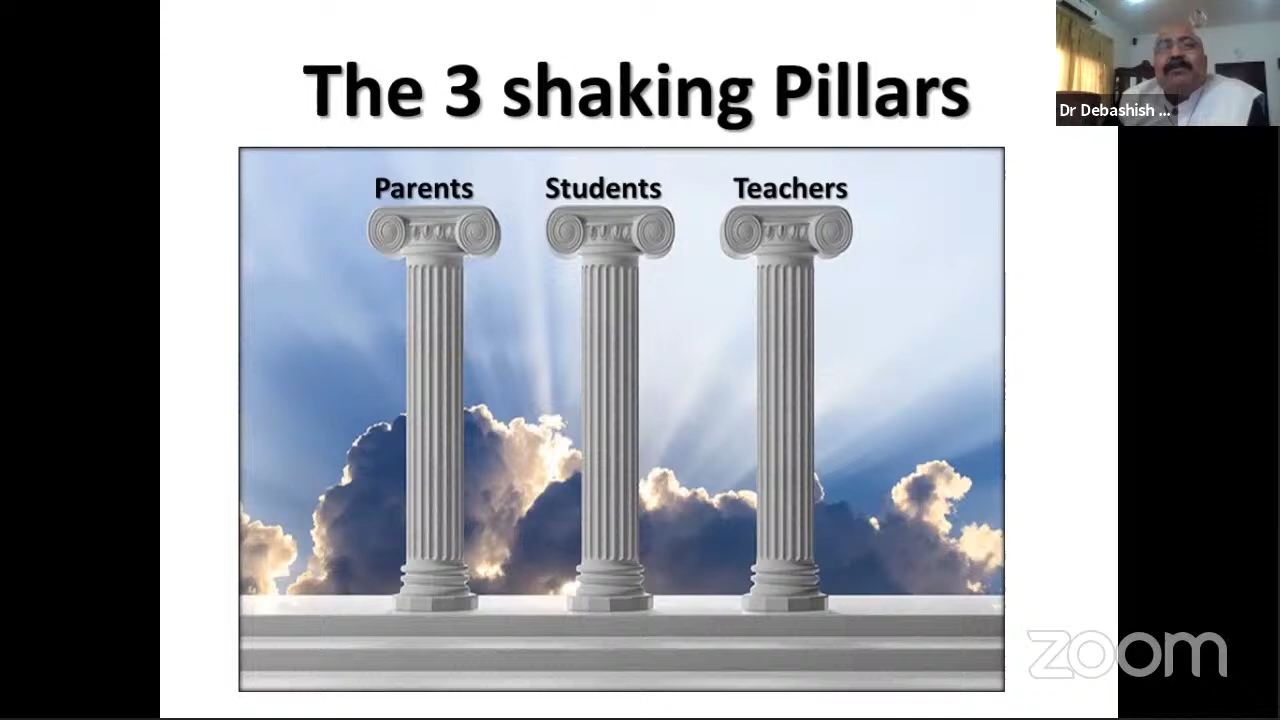 The 3 shaking Pillars
Parents
Students
Teachers
Dr Debashish ...
zoom